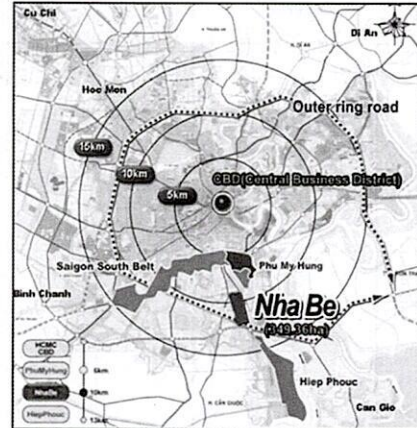 Cu Chi
Di An
Hoc Mon
Outer ring road
15km
10km
CBD(Central Business District)
5km
Saigon South Belt
Phu My Hung
Binh Chanh
Nha Be
(349.36ha)
HCMC
CBD
PhuMyHung
5km
NhaBe
10km
Hiep Phouc
HiepPhouc
13km
Can Gio